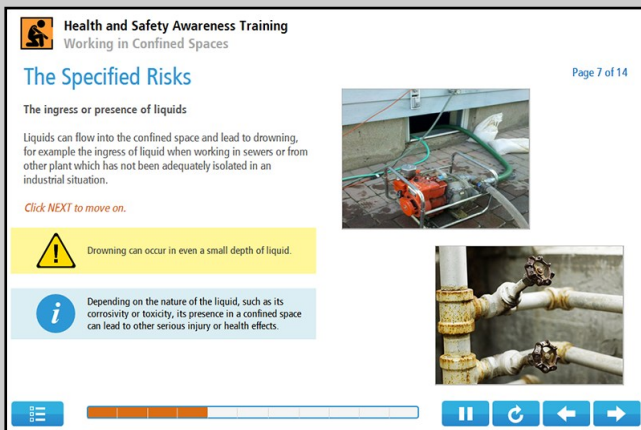 Health and Safety Awareness Training
Working in Confined Spaces
The Specified Risks
Page 7 of 14
The ingress or presence of liquids
Liquids can flow into the confined space and lead to drowning,
for example the ingress of liquid when working in sewers or from
other plant which has not been adequately isolated in an
industrial situation.
Click NEXT to move on.
Drowning can occur in even a small depth of liquid.
Depending on the nature of the liquid, such as its
corrosivity or toxicity, its presence in a confined space
can lead to other serious injury or health effects.